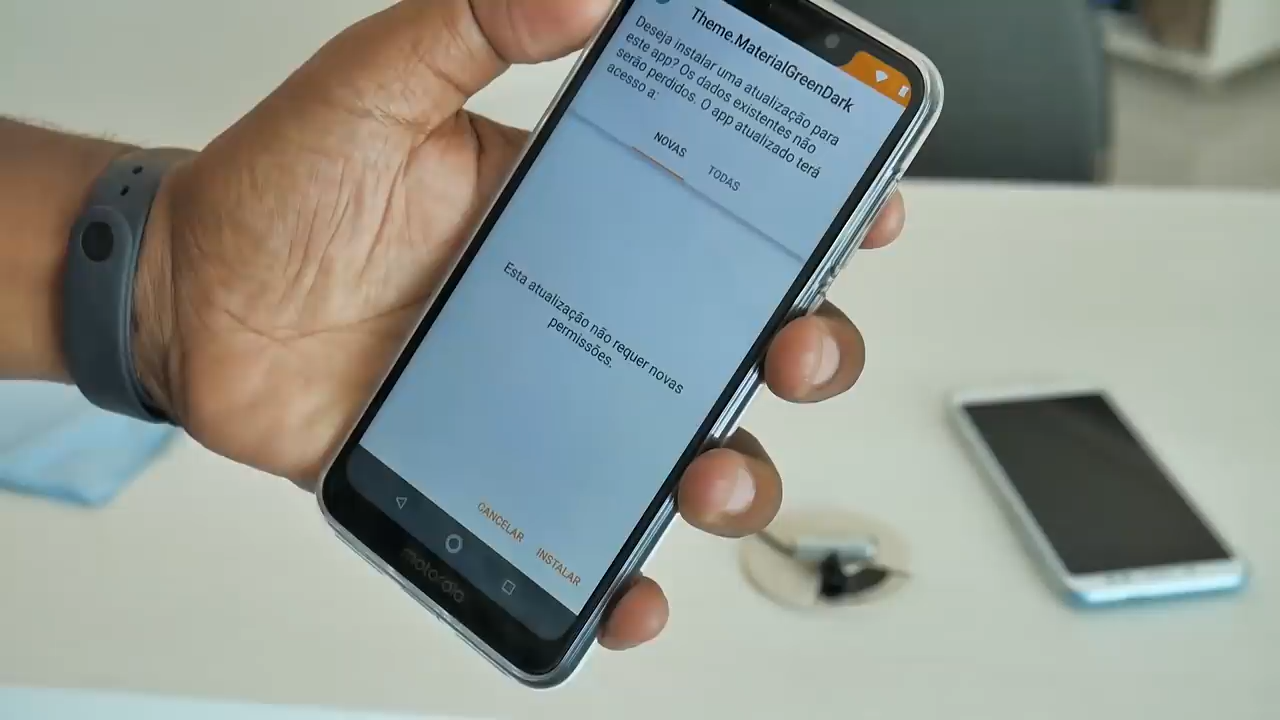 Theme.MaterialGreenDark
Deseja instalar uma atualização para
este app? Os dados existentes não
serão perdidos. O app atualizado terá
acesso a:
NOVAS
TODAS
Esta atualização não requer novas
permissões.
CANCELAR
INSTALAR
motorola